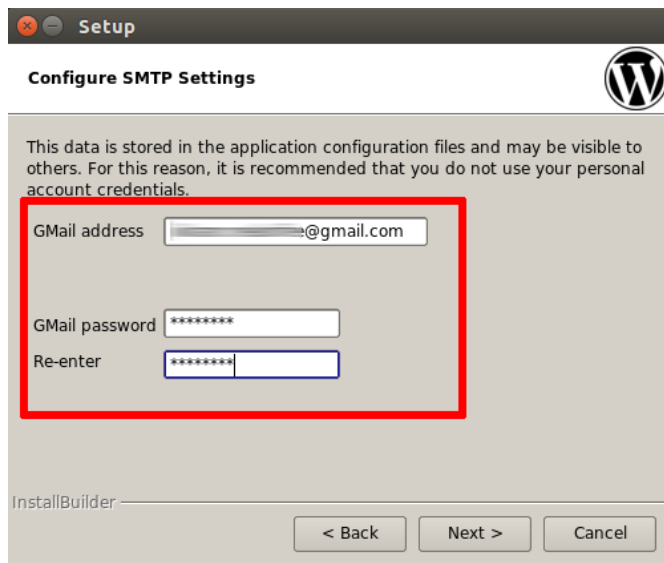 Setup
Configure SMTP Settings
This data is stored in the application configuration files and may be visible to
others. For this reason, it is recommended that you do not use your personal
account credentials.
GMail address @gmail.com
GMail password ********
Re-enter ********
InstallBuilder
< Back Next > Cancel